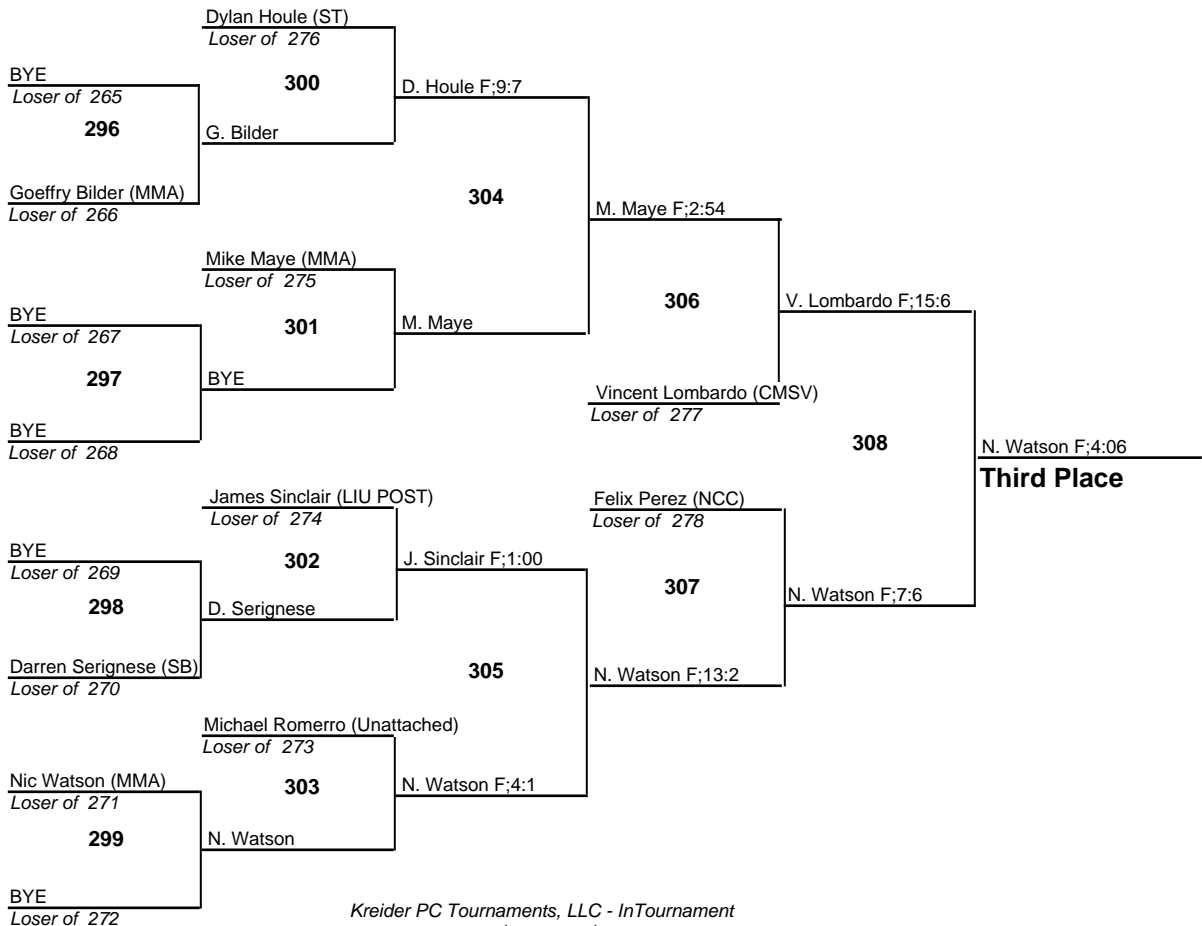 Dylan Houle (ST)
Loser of 276
BYE
Loser of 265
300
D. Houle F;9:7
296
G. Bilder
Goeffry Bilder (MMA)
Loser of 266
304
M. Maye F;2:54
Mike Maye (MMA)
Loser of 275
BYE
Loser of 267
301
M. Maye
306
V. Lombardo F;15:6
297
BYE
Vincent Lombardo (CMSV)
Loser of 277
BYE
Loser of 268
308
N. Watson F;4:06
Third Place
James Sinclair (LIU POST)
Loser of 274
Felix Perez (NCC)
Loser of 278
BYE
Loser of 269
302
J. Sinclair F;1:00
298
D. Serignese
307
N. Watson F;7:6
Darren Serignese (SB)
Loser of 270
305
N. Watson F;13:2
Michael Romerro (Unattached)
Loser of 273
Nic Watson (MMA)
Loser of 271
303
N. Watson F;4:1
299
N. Watson
BYE
Loser of 272
Kreider PC Tournaments, LLC - InTournament